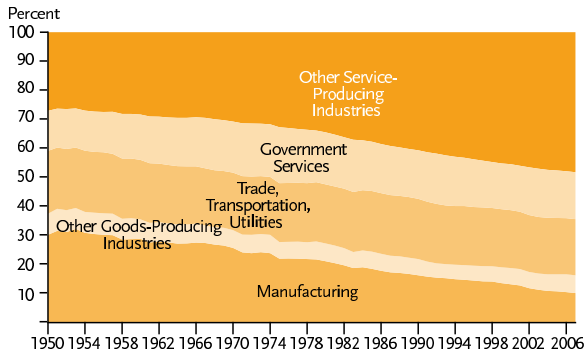 Percent
100
90
80
70
60
50
40
30
20
10
Other Service-
Producing
Industries
Government
Services
Trade,
Transportation,
Utilities
Other Goods-Producing
Industries
Manufacturing
1950 1954 1958 1962 1966 1970 1974 1978 1982 1986 1990 1994 1998 2002 2006